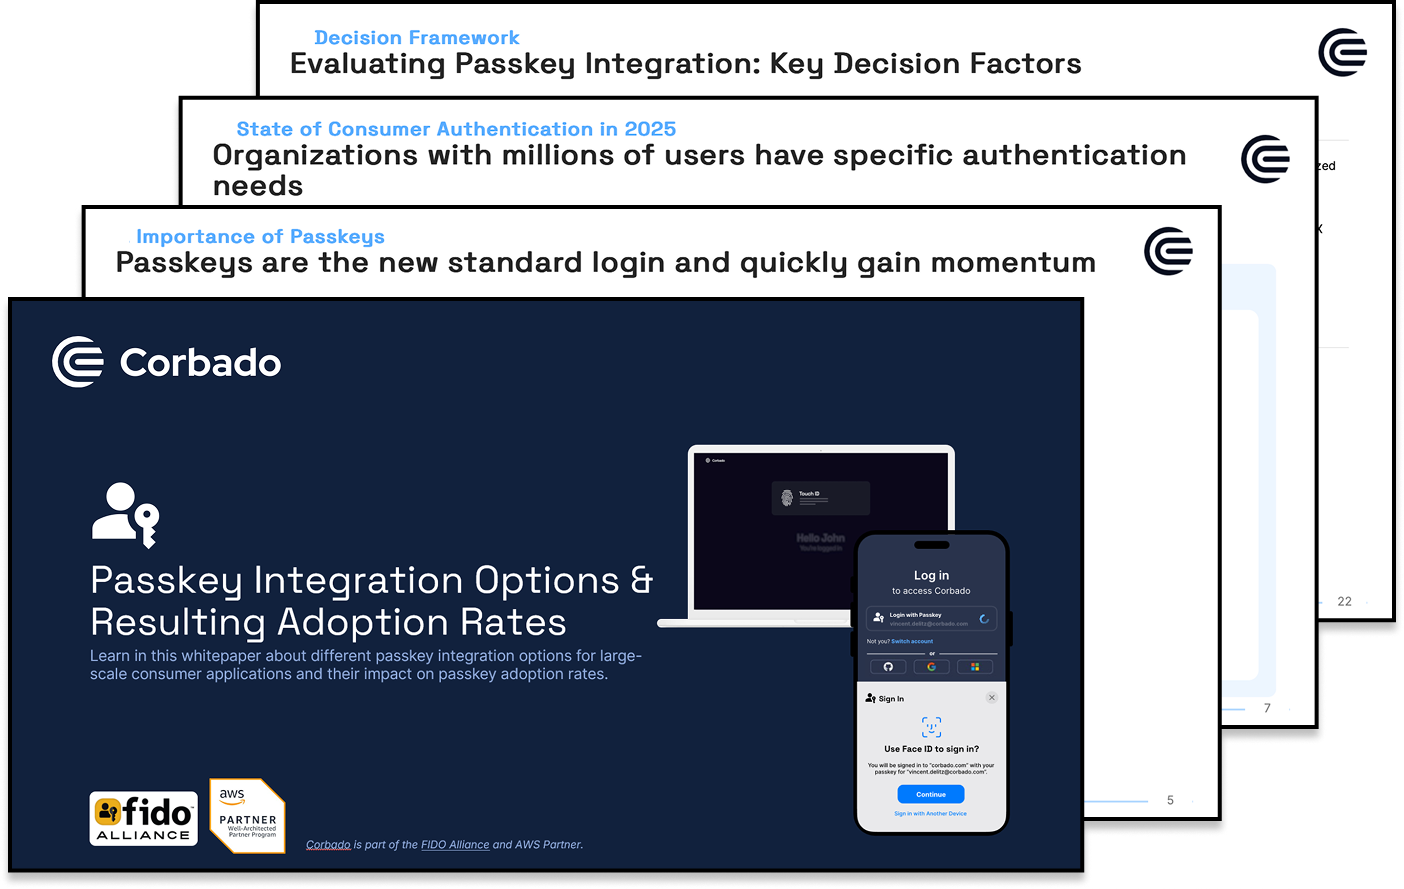 Decision Framework
Evaluating Passkey Integration: Key Decision Factors
zed
X
22
State of Consumer Authentication in 2025
Organizations with millions of users have specific authentication
needs
7
Importance of Passkeys
Passkeys are the new standard login and quickly gain momentum
5
Corbado
Passkey Integration Options &
Resulting Adoption Rates
Learn in this whitepaper about different passkey integration options for large-
scale consumer applications and their impact on passkey adoption rates.
Corbado
Touch ID
Hello John
You're logged in
Log in
to access Corbado
Login with Passkey
vincent.delitz@corbado.com
Not you? Switch account
or
Sign In
Use Face ID to sign in?
You will be signed in to "corbado.com" with your
passkey for "vincent.delitz@corbado.com".
Continue
Sign in with Another Device
fido™
ALLIANCE
aws
PARTNER
Well-Architected
Partner Program
Corbado is part of the FIDO Alliance and AWS Partner.